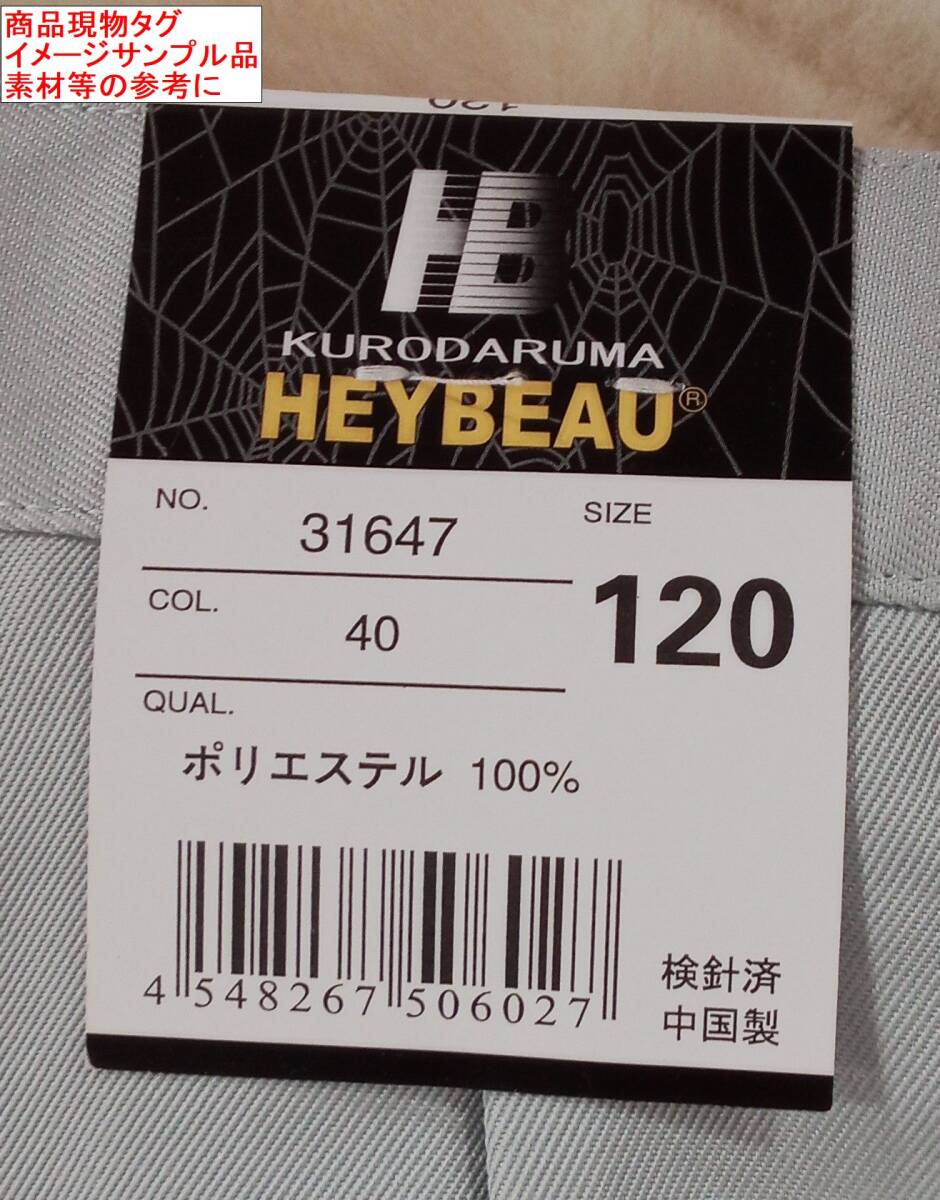 商品現物タグ
イメージサンプル品
素材等の参考に
120
HB
KURODARUMA
HEYBEAU®
NO.
31647
SIZE
120
COL.
40
QUAL.
ポリエステル 100%
4 548267 506027
検針済
中国製